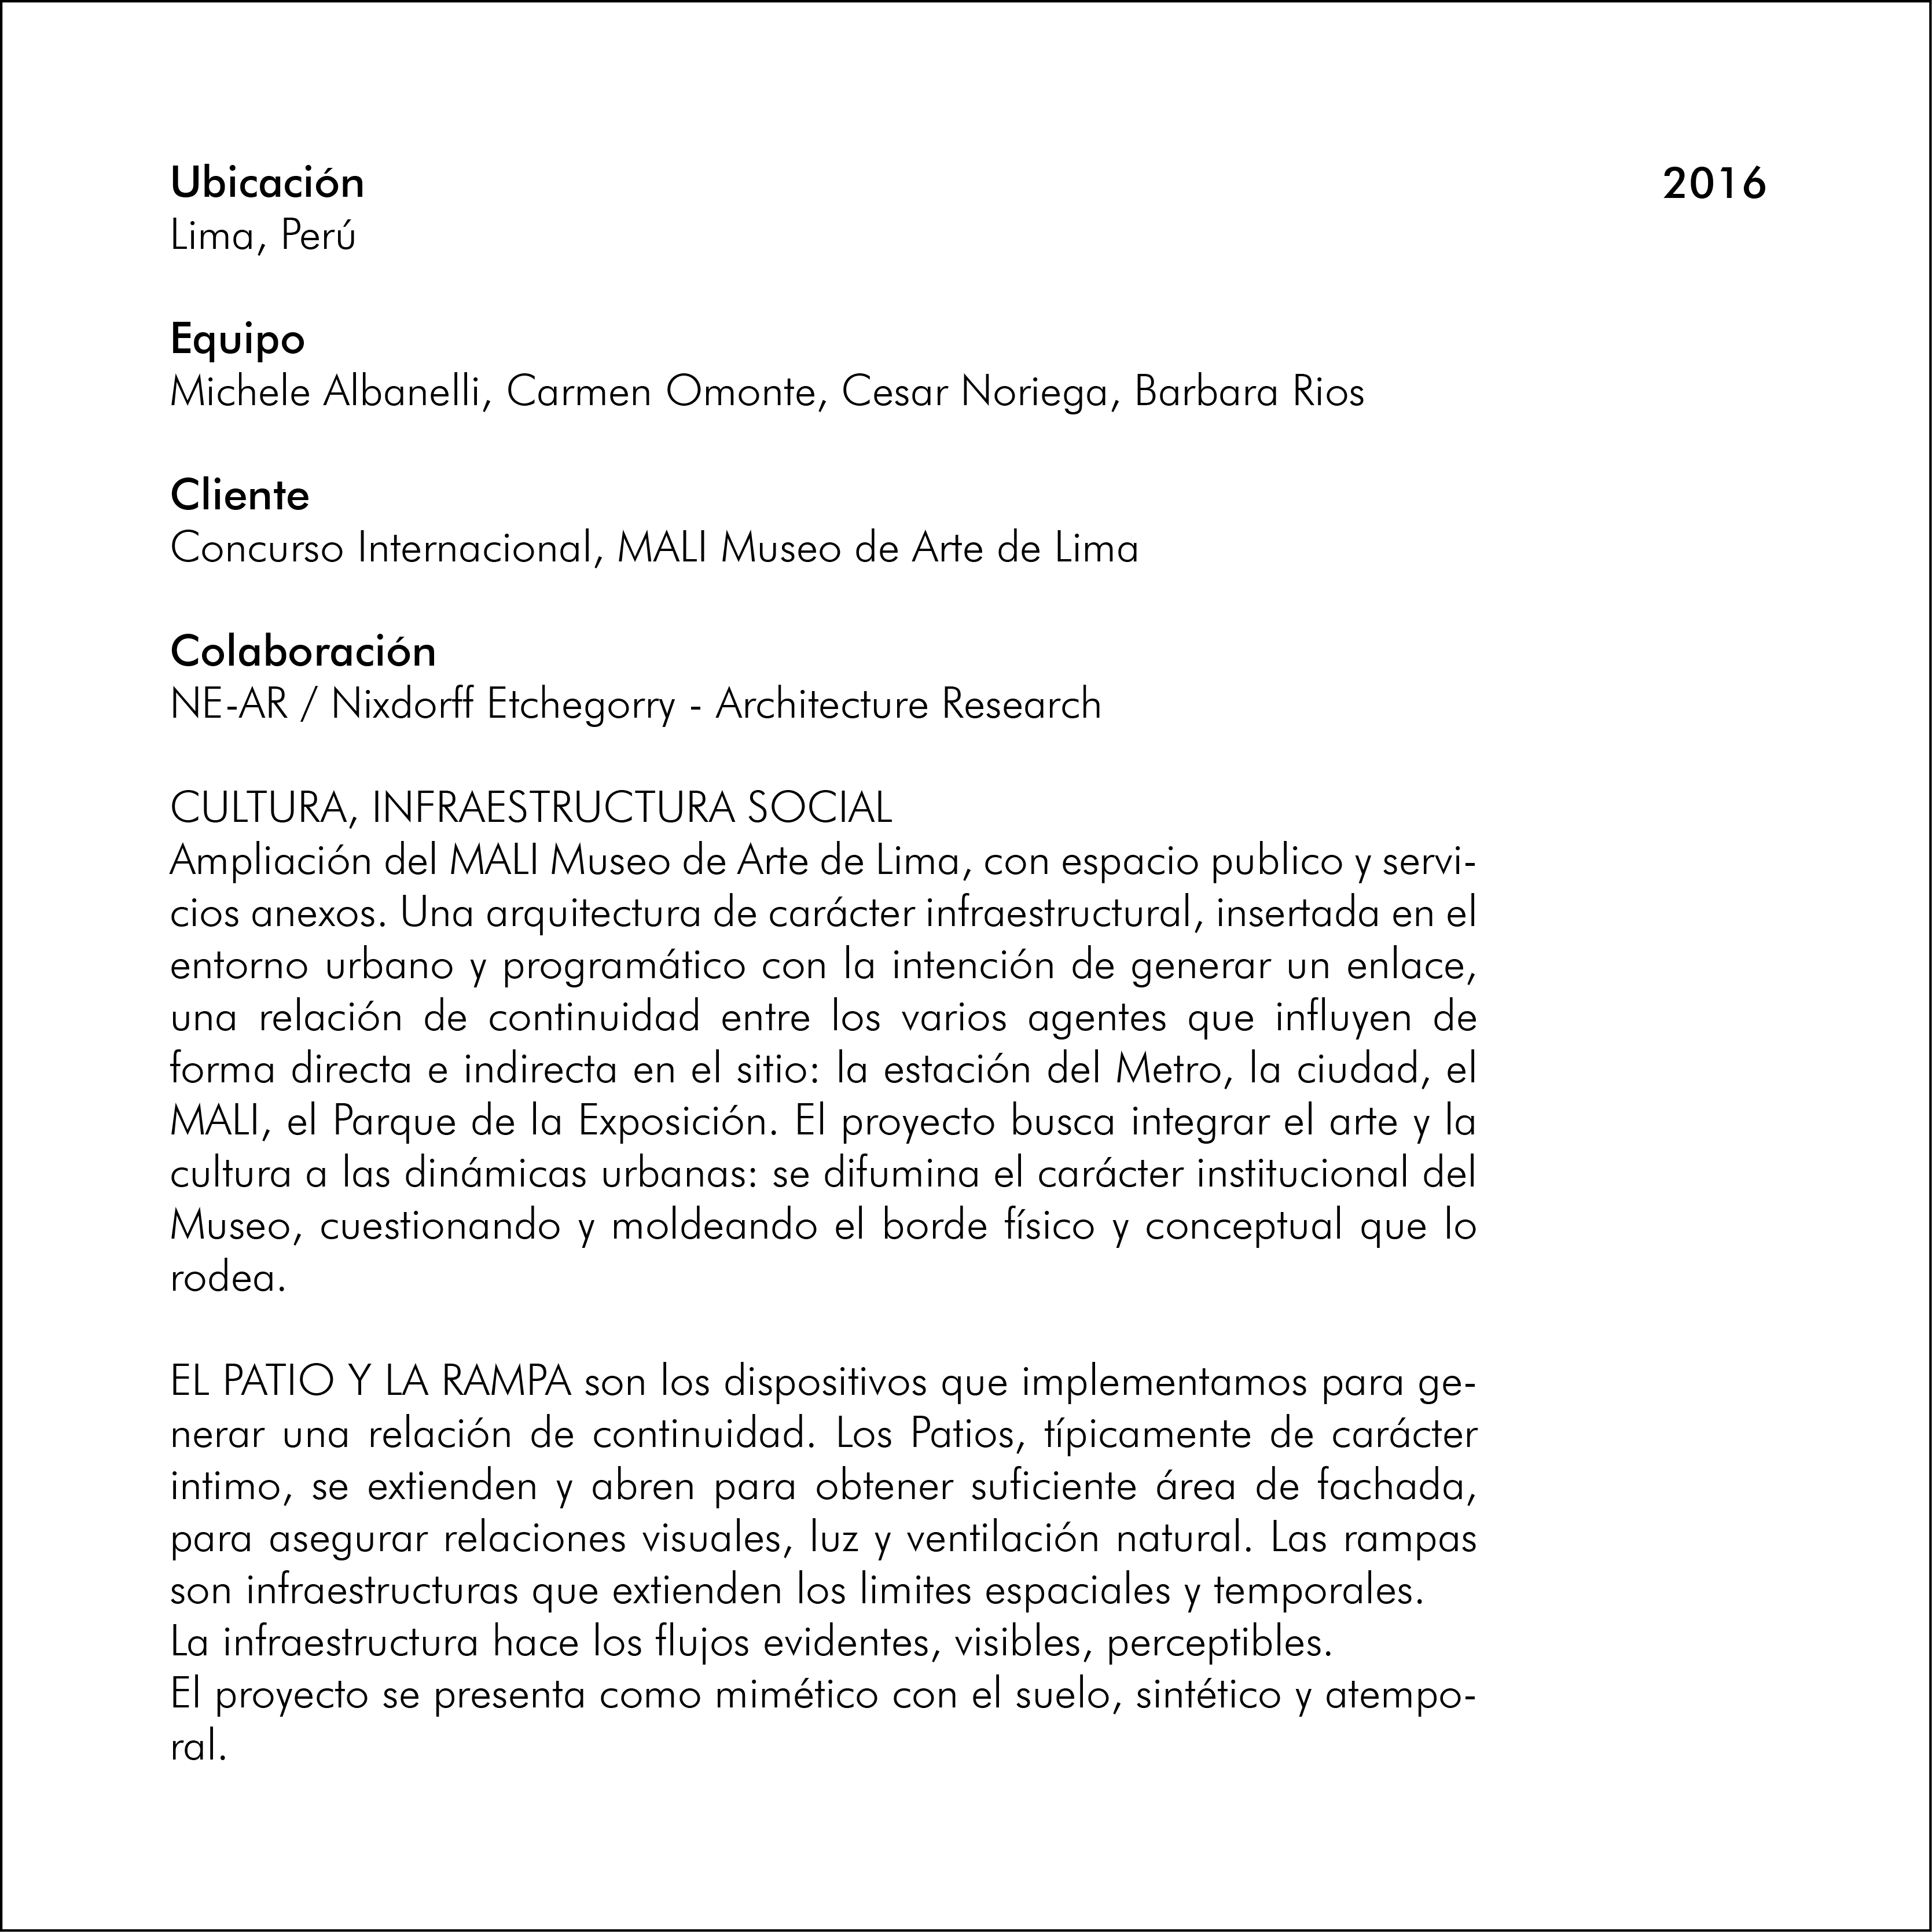 Ubicación
2016
Lima, Perú
Equipo
Michele Albanelli, Carmen Omonte, Cesar Noriega, Barbara Rios
Cliente
Concurso Internacional, MALI Museo de Arte de Lima
Colaboración
NE-AR / Nixdorff Etchegorry - Architecture Research
CULTURA, INFRAESTRUCTURA SOCIAL
Ampliación del MALI Museo de Arte de Lima, con espacio publico y servi-
cios anexos. Una arquitectura de carácter infraestructural, insertada en el
entorno urbano y programático con la intención de generar un enlace,
una relación de continuidad entre los varios agentes que influyen de
forma directa e indirecta en el sitio: la estación del Metro, la ciudad, el
MALI, el Parque de la Exposición. El proyecto busca integrar el arte y la
cultura a las dinámicas urbanas: se difumina el carácter institucional del
Museo, cuestionando y moldeando el borde físico y conceptual que lo
rodea.
EL PATIO Y LA RAMPA son los dispositivos que implementamos para ge-
nerar una relación de continuidad. Los Patios, típicamente de carácter
intimo, se extienden y abren para obtener suficiente área de fachada,
para asegurar relaciones visuales, luz y ventilación natural. Las rampas
son infraestructuras que extienden los limites espaciales y temporales.
La infraestructura hace los flujos evidentes, visibles, perceptibles.
El proyecto se presenta como mimético con el suelo, sintético y atempo-
ral.